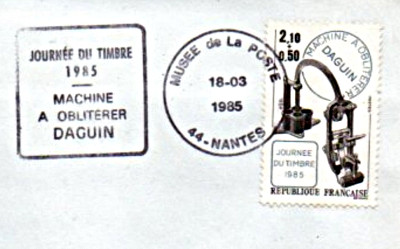 JOURNÉE DU TIMBRE
1985
MACHINE
A OBLITERER
DAGUIN
MUSEE de La POSTE
18-03
1985
44-NANTES
2,10
+0,50
MACHINE A OBLITERER
DAGUIN
JOURNEE
DU TIMBRE
1985
REPUBLIQUE FRANÇAISE